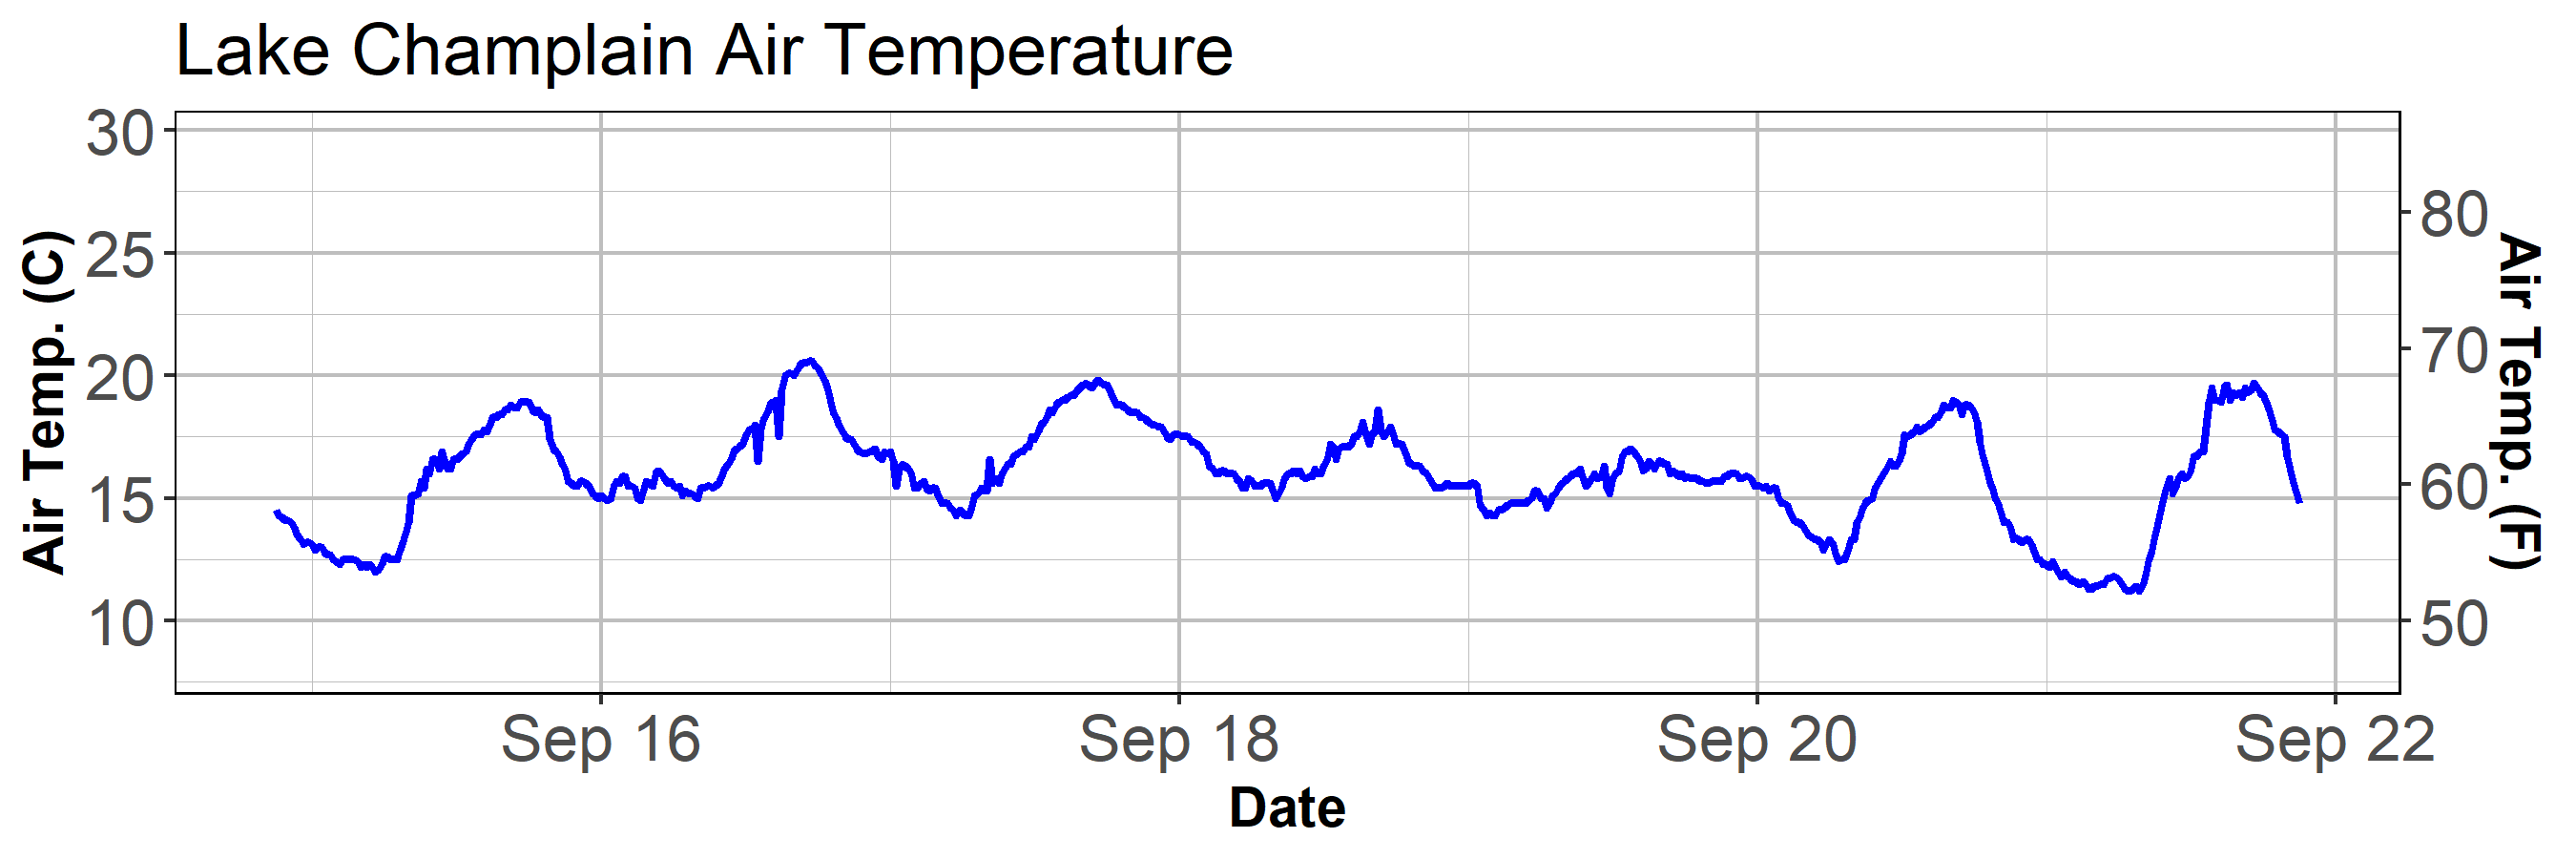 Lake Champlain Air Temperature
Air Temp. (C)
30
25
20
15
10
80
70
60
50
Air Temp. (F)
Sep 16 Sep 18 Sep 20 Sep 22
Date